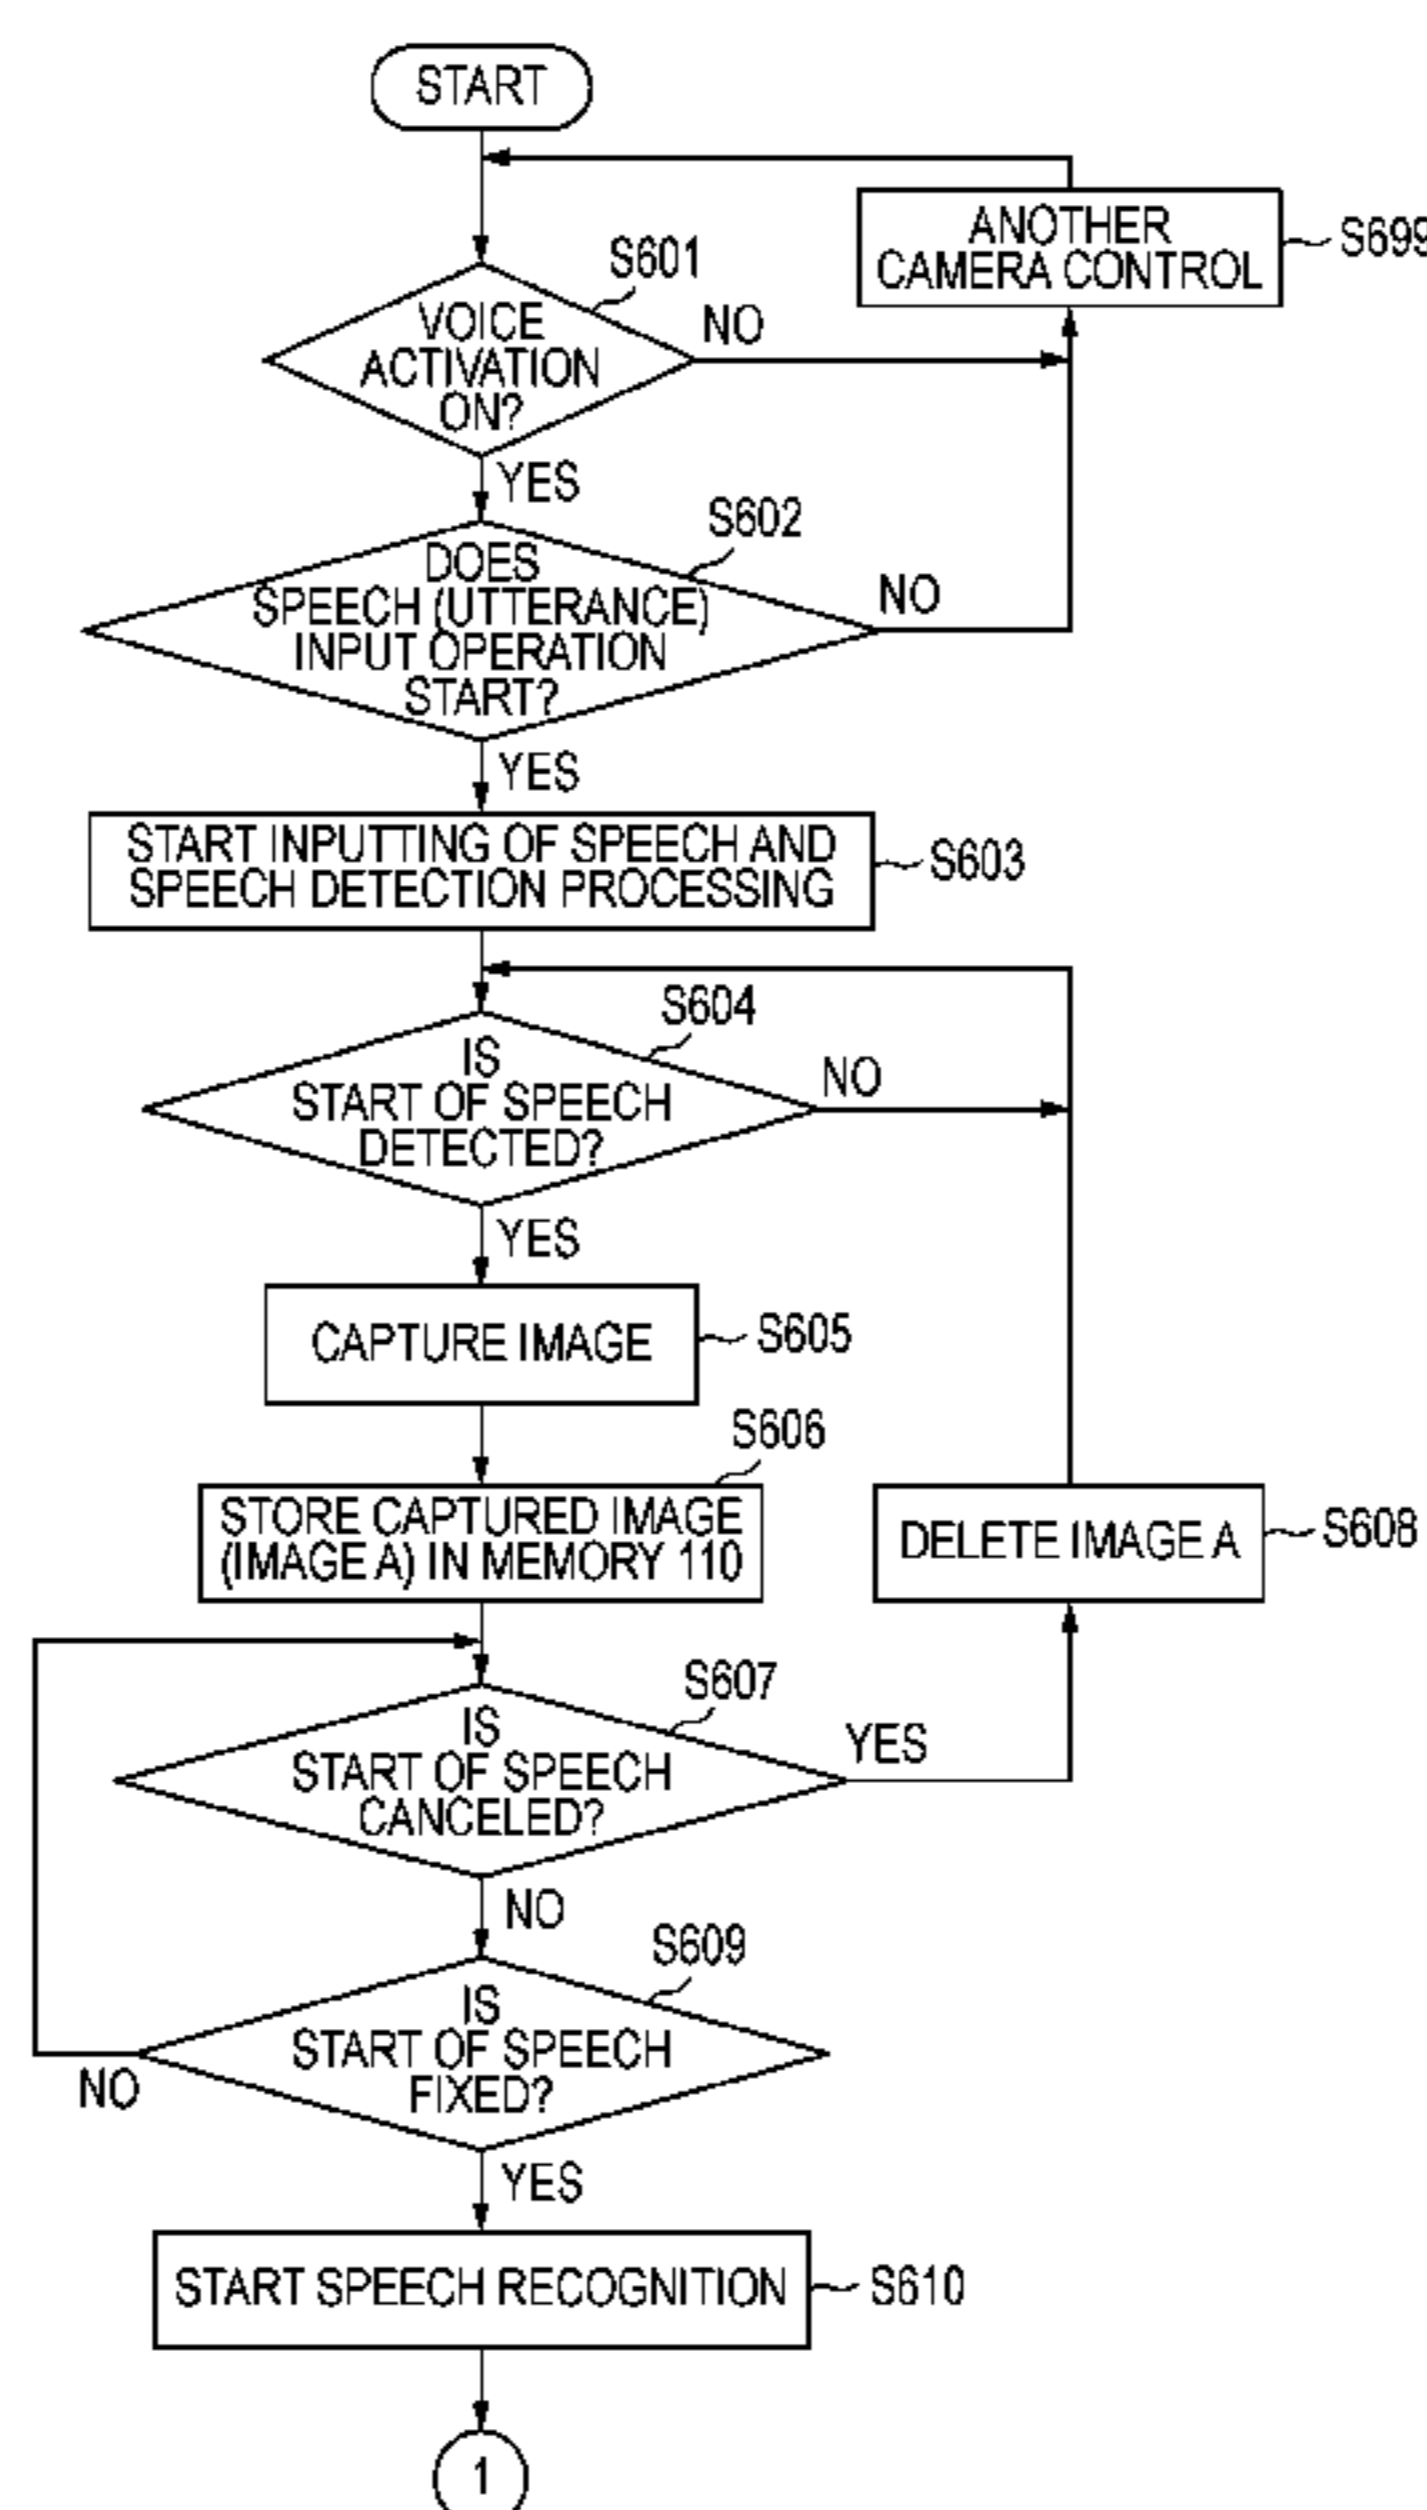 START
ANOTHER
CAMERA CONTROL
S699
S601
VOICE
ACTIVATION
ON?
NO
YES
S602
DOES
SPEECH (UTTERANCE)
INPUT OPERATION
START?
NO
YES
START INPUTTING OF SPEECH AND
SPEECH DETECTION PROCESSING
S603
S604
IS
START OF SPEECH
DETECTED?
NO
YES
CAPTURE IMAGE
S605
S606
STORE CAPTURED IMAGE
(IMAGE A) IN MEMORY 110
DELETE IMAGE A
S608
S607
IS
START OF SPEECH
CANCELED?
YES
NO
S609
IS
START OF SPEECH
FIXED?
NO
YES
START SPEECH RECOGNITION
S610
1